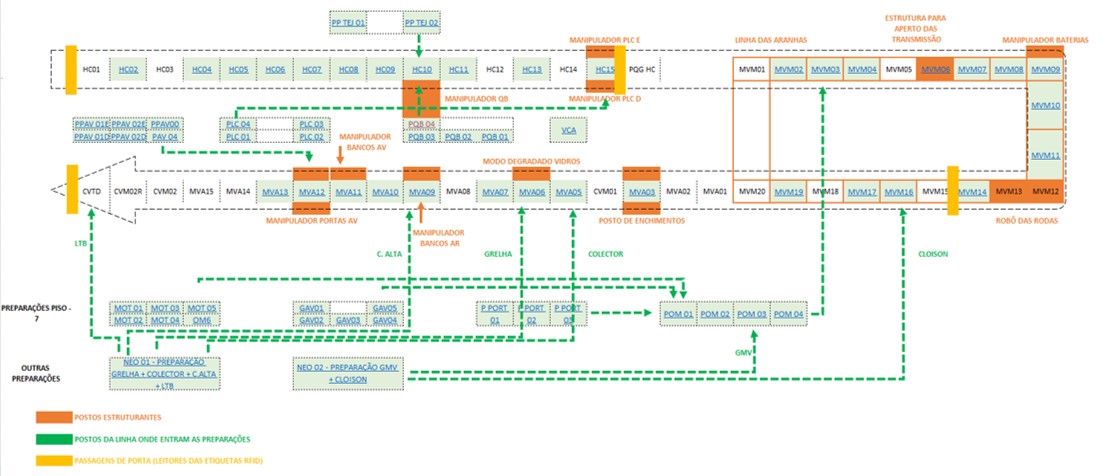 PP TEJ 01 PP TEJ 02
MANIPULADOR PLC E
LINHA DAS ARANHAS
ESTRUTURA PARA
APERTO DAS
TRANSMISSÃO
MANIPULADOR BATERIAS
HC01 HC02 HC03 HC04 HC05 HC06 HC07 HC08 HC09 HC10 HC11 HC12 HC13 HC14 HC15 PQG HC MVM01 MVM02 MVM03 MVM04 MVM05 MVM06 MVM07 MVM08 MVM09
MANIPULADOR QB
MANIPULADOR PLC D
MVM10
PPAV 01E PPAV 02E PPAV00 PLC 04 PLC 03 PQB 04 VCA
PPAV 01D PPAV 02D PAV 04 PLC 01 PLC 02 PQB 03 PQB 02 PQB 01
MANIPULADOR
BANCOS AV
MODO DEGRADADO VIDROS
MVM11
CVTD CVM02R CVM02 MVA15 MVA14 MVA13 MVA12 MVA11 MVA10 MVA09 MVA08 MVA07 MVA06 MVA05 CVM01 MVA03 MVA02 MVA01 MVM20 MVM19 MVM18 MVM17 MVM16 MVM15 MVM14 MVM13 MVM12
MANIPULADOR PORTAS AV
MANIPULADOR
BANCOS AR
POSTO DE ENCHIMENTOS
ROBÔ DAS RODAS
LTB
C. ALTA
GRELHA
COLECTOR
CLOISON
PREPARAÇÕES PISO -
7
MOT 01 MOT 03 MOT 05 GAV01 GAV05 P PORT
01 P PORT
02 P PORT
POM 01 POM 02 POM 03 POM 04
MOT 02 MOT 04 OM6 GAV02 GAV03 GAV04
GMV
OUTRAS
PREPARAÇÕES
NEO 01 - PREPARAÇÃO
GRELHA + COLECTOR + C.ALTA
+ LTB
NEO 02 - PREPARAÇÃO GMV
+ CLOISON
POSTOS ESTRUTURANTES
POSTOS DA LINHA ONDE ENTRAM AS PREPARAÇÕES
PASSAGENS DE PORTA (LEITORES DAS ETIQUETAS RFID)